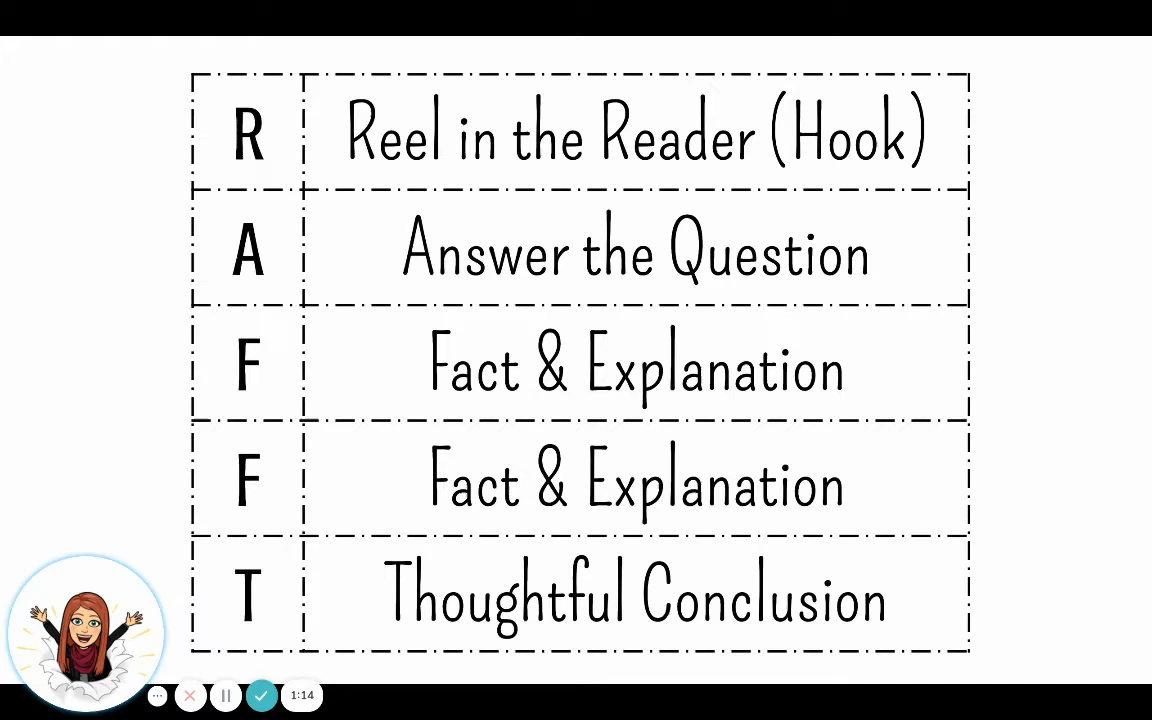 R Reel in the Reader (Hook)
A Answer the Question
F Fact & Explanation
F Fact & Explanation
T Thoughtful Conclusion
1:14